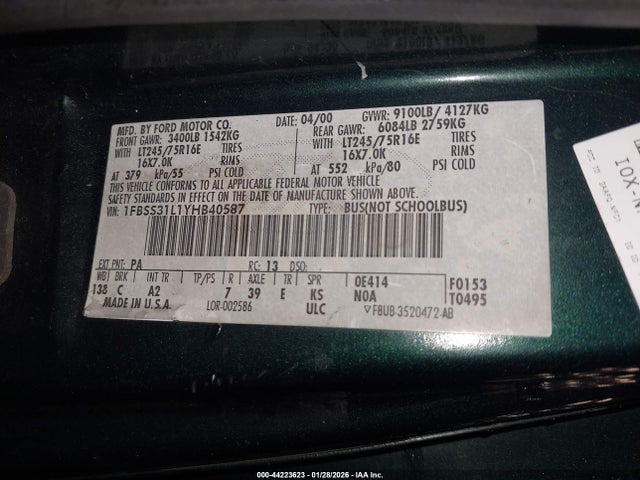 MFD. BY FORD MOTOR CO.
DATE: 04/00
GVWR: 9100LB/ 4127KG
FRONT GAWR: 3400LB 1542KG
REAR GAWR: 6084LB 2759KG
WITH LT245/75R16E TIRES
WITH LT245/75R16E TIRES
16X7.0K RIMS
16X7.0K RIMS
AT 379 kPa/55 PSI COLD
AT 552 kPa/80 PSI COLD
THIS VEHICLE CONFORMS TO ALL APPLICABLE FEDERAL MOTOR VEHICLE
SAFETY STANDARDS IN EFFECT ON THE DATE OF MANUFACTURE SHOWN ABOVE.
VIN: 1FBSS31L1YHB40587
TYPE: BUS(NOT SCHOOLBUS)
EXT PNT: PA RC: 13 DSO:
WB BRK INT TR TP/PS R AXLE TR SPR
138 C A2 7 39 E KS
0E414
N0A
F0153
T0495
MADE IN U.S.A.
LOR-002586
ULC
F8UB-3520472-AB
000-44223623 - 01/28/2026 - IAA Inc.